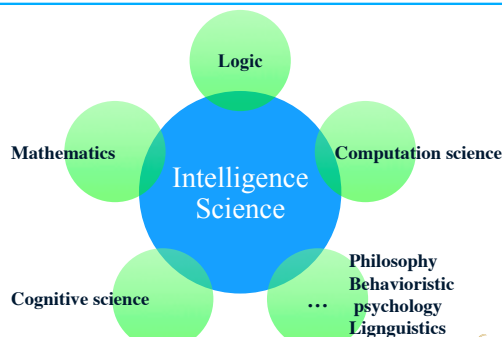 Logic
Mathematics
Computation science
Intelligence
Science
Cognitive science
...
Philosophy
Behavioristic
psychology
Lignguistics